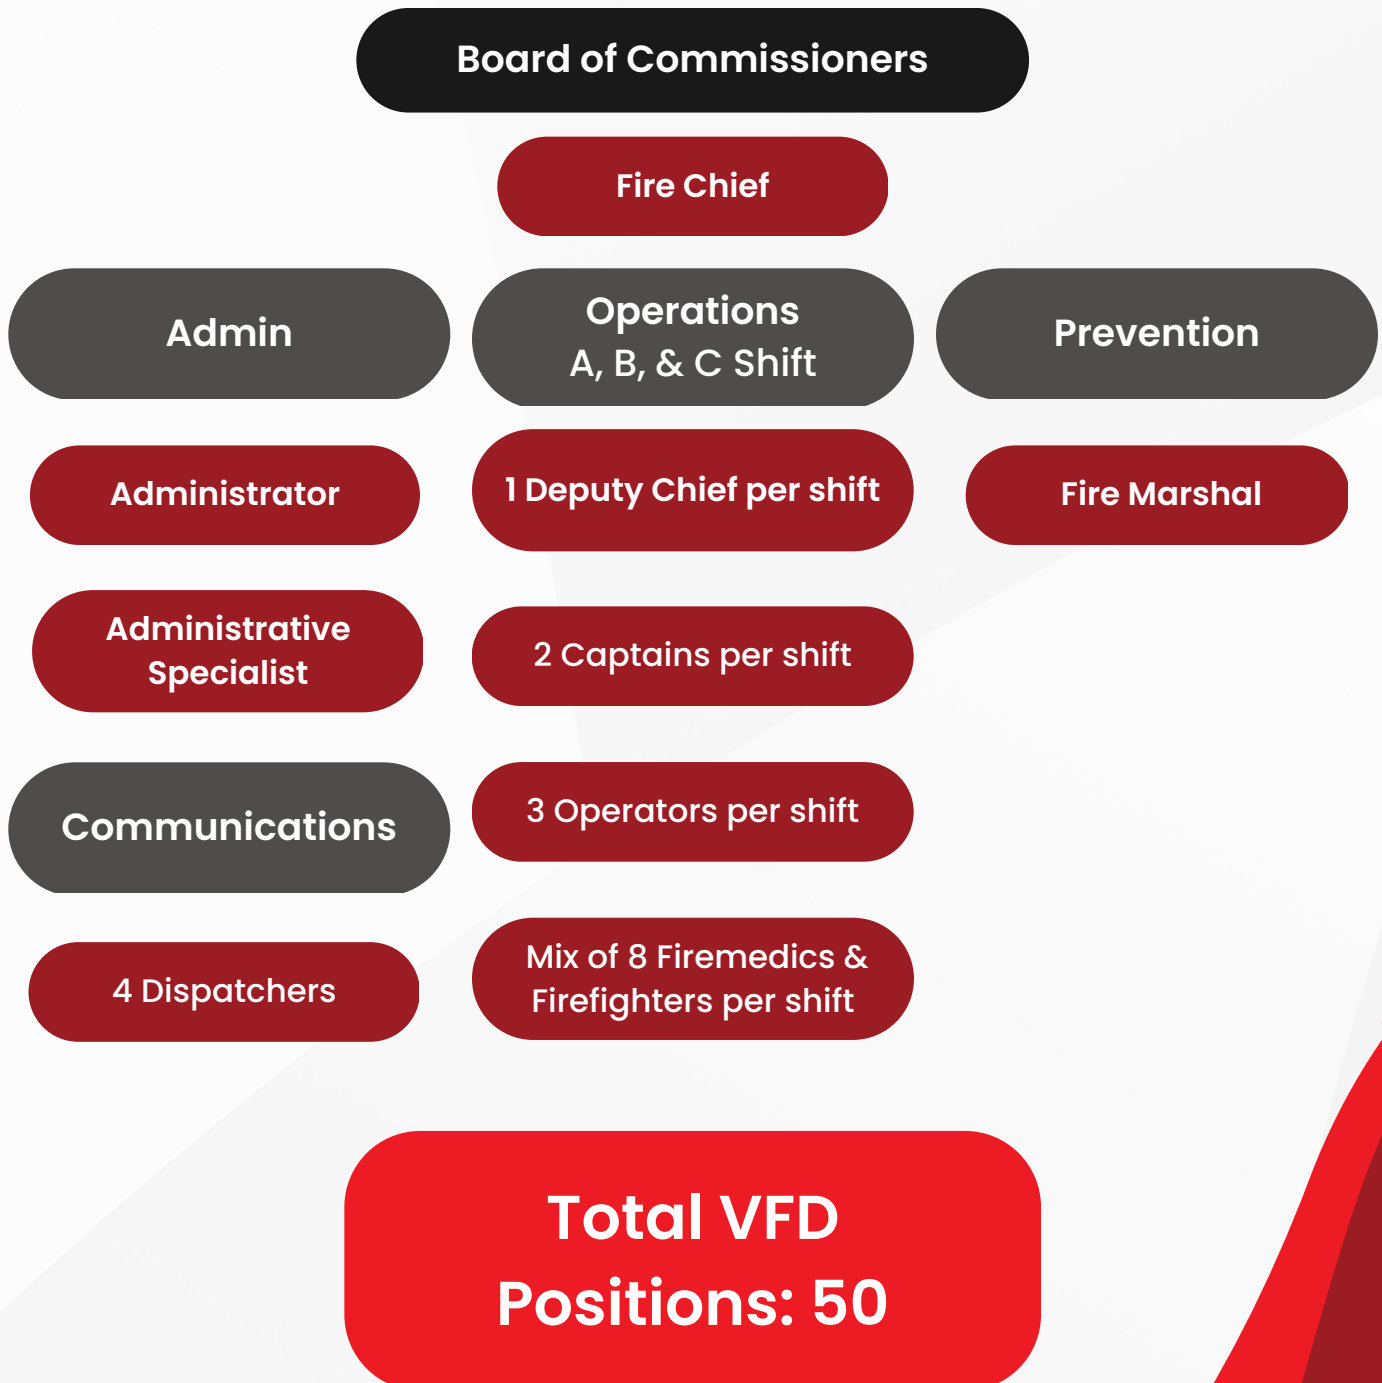 Board of Commissioners
Fire Chief
Admin
Operations
A, B, & C Shift
Prevention
Administrator
1 Deputy Chief per shift
Fire Marshal
Administrative
Specialist
2 Captains per shift
Communications
3 Operators per shift
4 Dispatchers
Mix of 8 Firemedics &
Firefighters per shift
Total VFD
Positions: 50